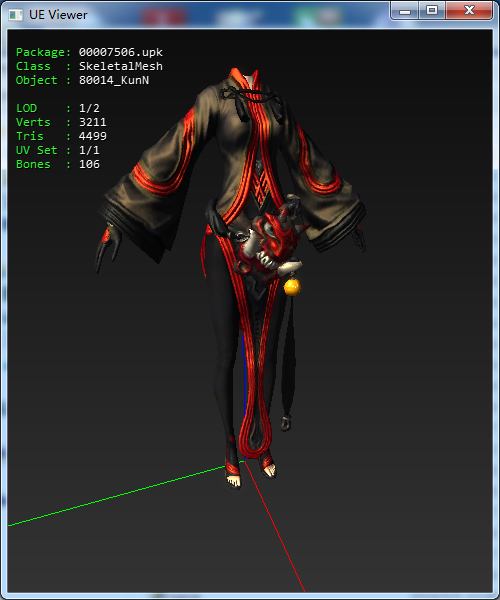 UE Viewer
Package: 00007506.upk
Class : SkeletalMesh
Object : 80014_KunN
LOD : 1/2
Verts : 3211
Tris : 4499
UV Set : 1/1
Bones : 106